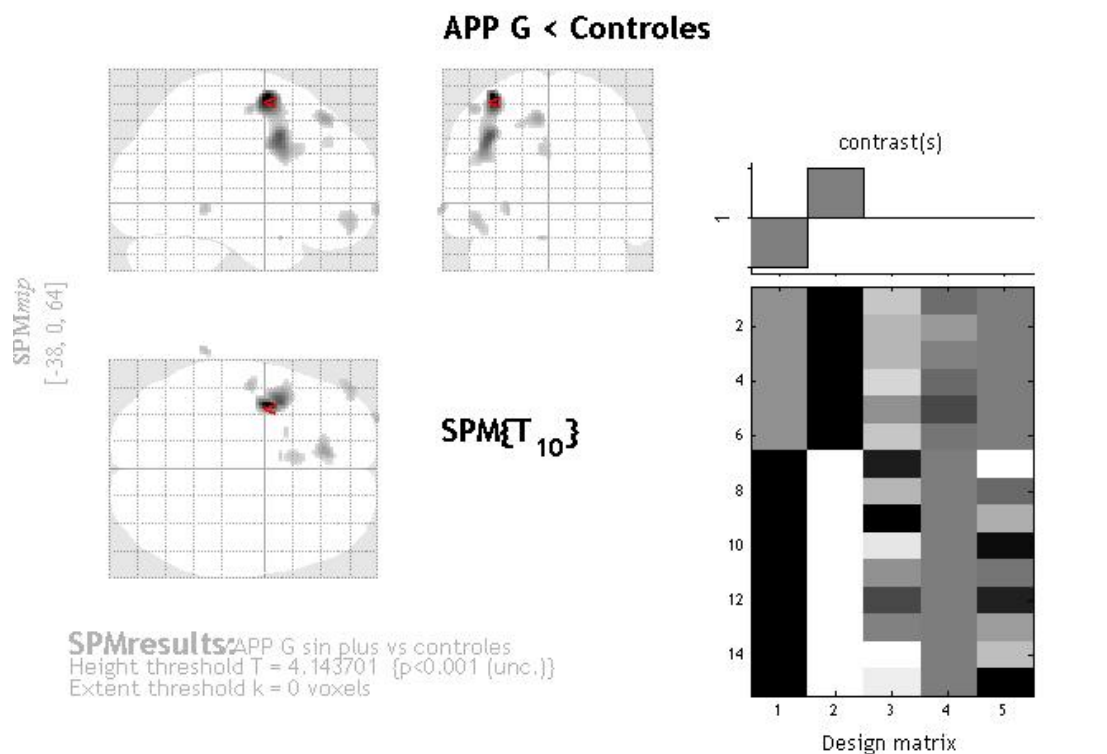 APP G < Controles
SPMmip
[-38, 0, 64]
SPM{T10}
SPMresults: APP G sin plus vs controles
Height threshold T = 4.143701 {p<0.001 (unc.)}
Extent threshold k = 0 voxels
contrast(s)
1
2
4
6
8
10
12
14
1 2 3 4 5
Design matrix